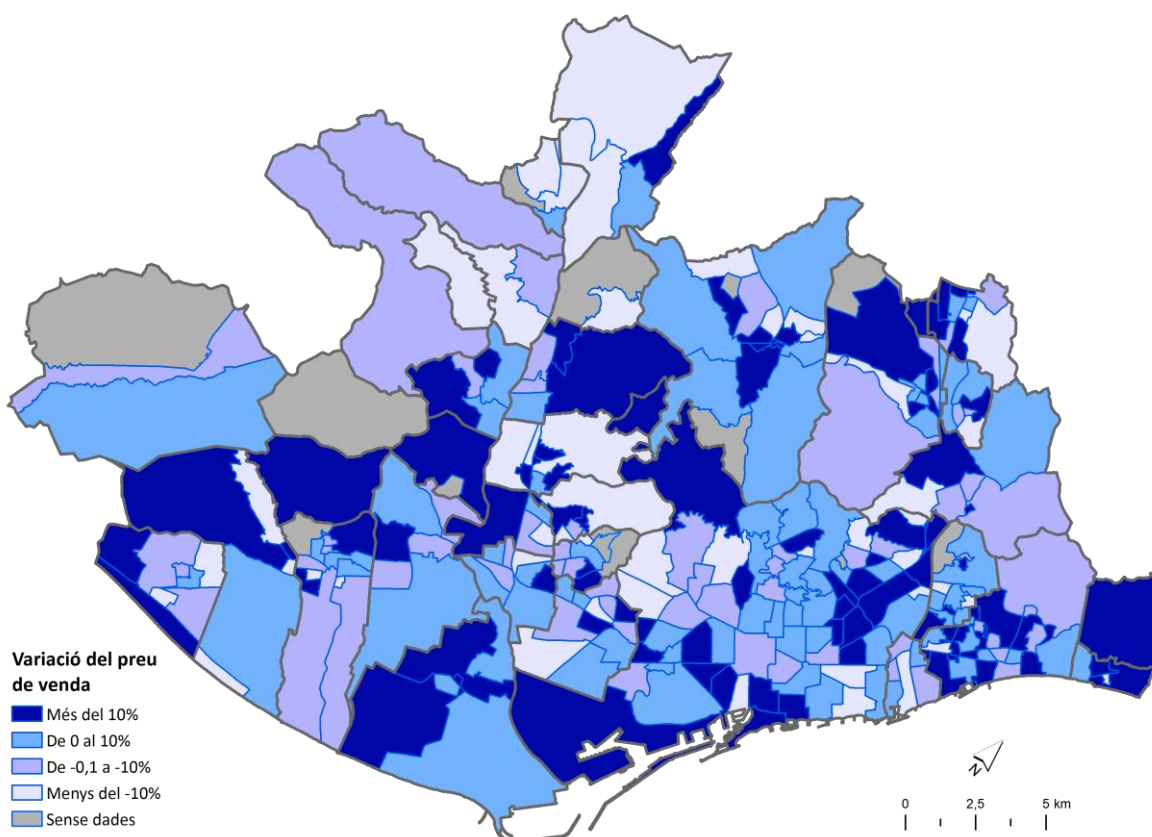 Variació del preu
de venda
Més del 10%
De 0 al 10%
De -0,1 a -10%
Menys del -10%
Sense dades
N
0 2,5 5 km